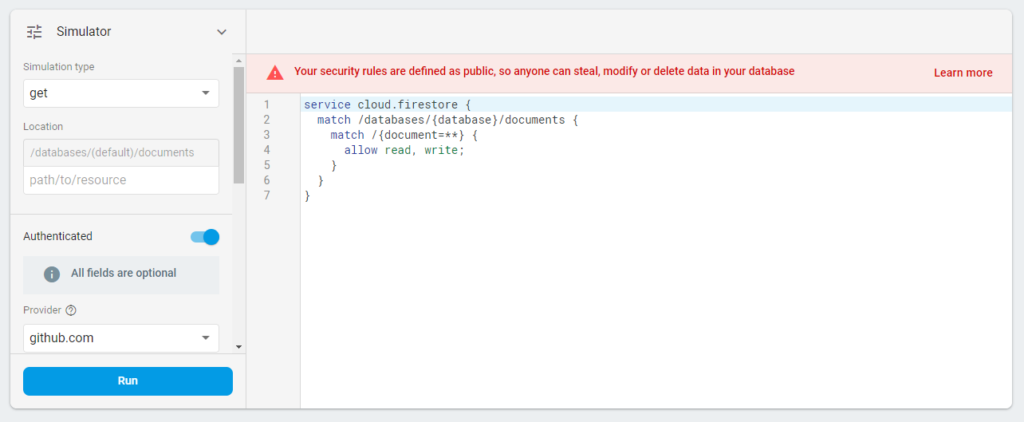 Simulator
Simulation type
get
Location
/databases/(default)/documents
path/to/resource
Authenticated
All fields are optional
Provider
github.com
Run
Your security rules are defined as public, so anyone can steal, modify or delete data in your database
Learn more
1 service cloud.firestore {
2   match /databases/{database}/documents {
3     match /{document=**} {
4       allow read, write;
5     }
6   }
7 }